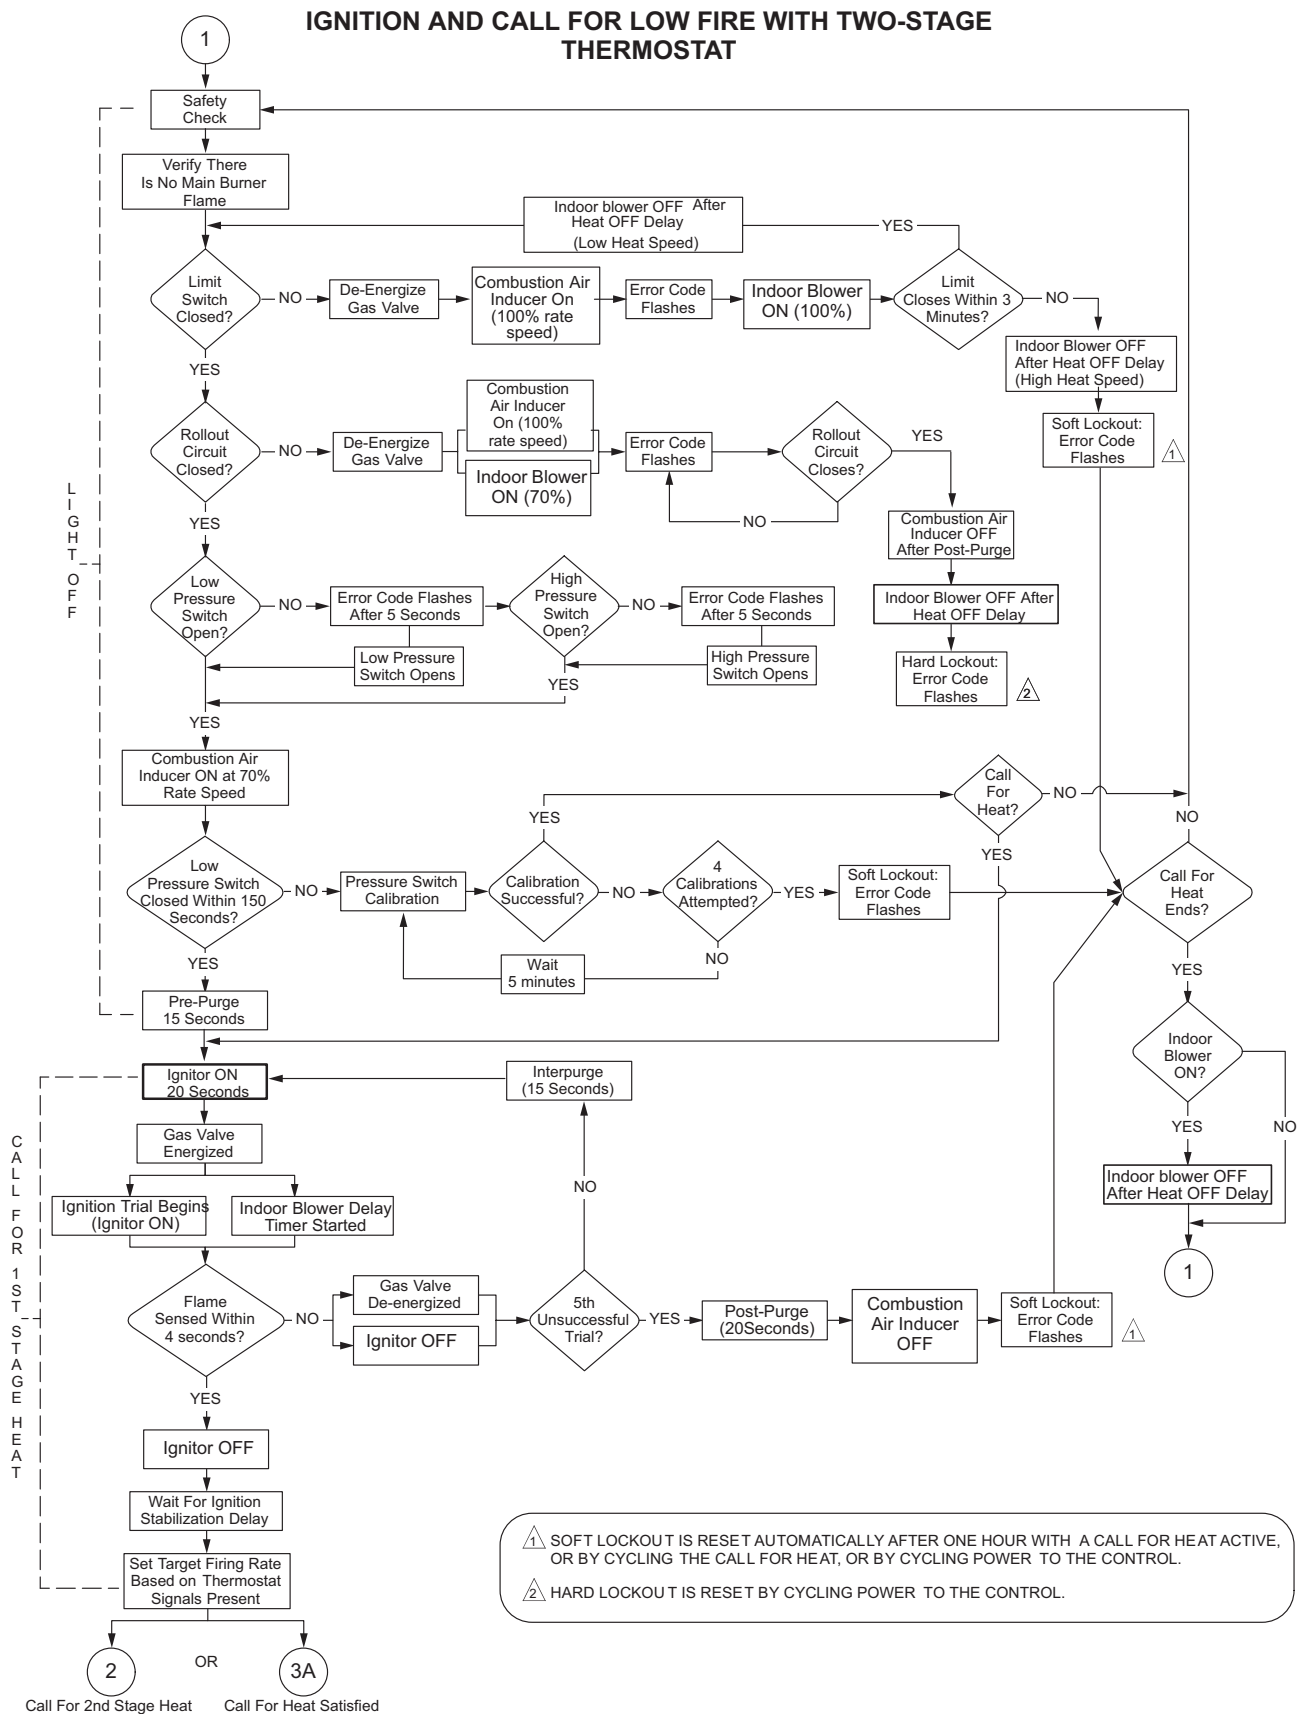 IGNITION AND CALL FOR LOW FIRE WITH TWO-STAGE
THERMOSTAT
1
Safety
Check
Verify There
Is No Main Burner
Flame
Indoor blower OFF After
Heat OFF Delay
(Low Heat Speed)
YES
Limit
Switch
Closed?
NO
De-Energize
Gas Valve
Combustion Air
Inducer On
(100% rate
speed)
Error Code
Flashes
Indoor Blower
ON (100%)
Limit
Closes Within 3
Minutes?
NO
Indoor Blower OFF
After Heat OFF Delay
(High Heat Speed)
Soft Lockout:
Error Code
Flashes
1
YES
Rollout
Circuit
Closed?
NO
De-Energize
Gas Valve
Combustion
Air Inducer
On (100%
rate speed)
Indoor Blower
ON (70%)
Error Code
Flashes
Rollout
Circuit
Closes?
YES
NO
Combustion Air
Inducer OFF
After Post-Purge
Indoor Blower OFF After
Heat OFF Delay
Hard Lockout:
Error Code
Flashes
2
LIGHT OFF
YES
Low
Pressure
Switch
Open?
NO
Error Code Flashes
After 5 Seconds
Low Pressure
Switch Opens
High
Pressure
Switch
Open?
NO
Error Code Flashes
After 5 Seconds
High Pressure
Switch Opens
YES
YES
Combustion Air
Inducer ON at 70%
Rate Speed
Call
For
Heat?
NO
YES
YES
NO
Low
Pressure Switch
Closed Within 150
Seconds?
NO
Pressure Switch
Calibration
Calibration
Successful?
NO
4
Calibrations
Attempted?
YES
Soft Lockout:
Error Code
Flashes
Call For
Heat
Ends?
NO
Wait
5 minutes
YES
Pre-Purge
15 Seconds
YES
Indoor
Blower
ON?
YES
NO
Indoor blower OFF
After Heat OFF Delay
1
Ignitor ON
20 Seconds
Interpurge
(15 Seconds)
Gas Valve
Energized
CALL FOR 1ST STAGE HEAT
Ignition Trial Begins
(Ignitor ON)
Indoor Blower Delay
Timer Started
NO
Flame
Sensed Within
4 seconds?
NO
Gas Valve
De-energized
Ignitor OFF
5th
Unsuccessful
Trial?
YES
Post-Purge
(20Seconds)
Combustion
Air Inducer
OFF
Soft Lockout:
Error Code
Flashes
1
YES
Ignitor OFF
Wait For Ignition
Stabilization Delay
Set Target Firing Rate
Based on Thermostat
Signals Present
2
OR
3A
Call For 2nd Stage Heat
Call For Heat Satisfied
1 SOFT LOCKOUT IS RESET AUTOMATICALLY AFTER ONE HOUR WITH A CALL FOR HEAT ACTIVE,
OR BY CYCLING THE CALL FOR HEAT, OR BY CYCLING POWER TO THE CONTROL.
2 HARD LOCKOUT IS RESET BY CYCLING POWER TO THE CONTROL.